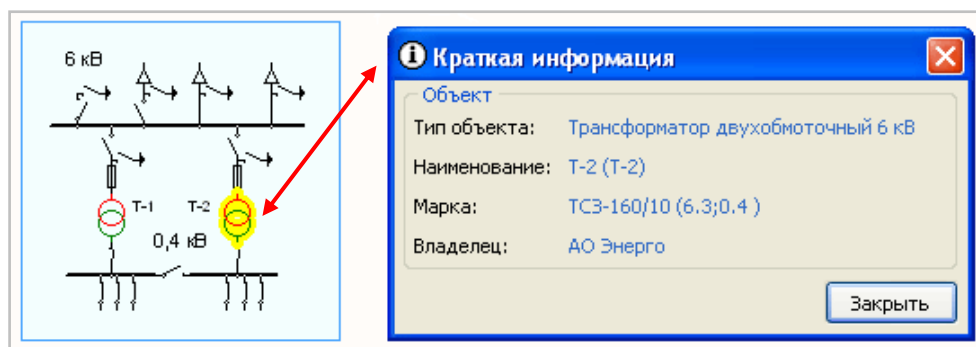 6 кВ
Т-1
Т-2
0,4 кВ
Краткая информация
Объект
Тип объекта: Трансформатор двухобмоточный 6 кВ
Наименование: Т-2 (Т-2)
Марка: ТСЗ-160/10 (6.3;0.4 )
Владелец: АО Энерго
Закрыть